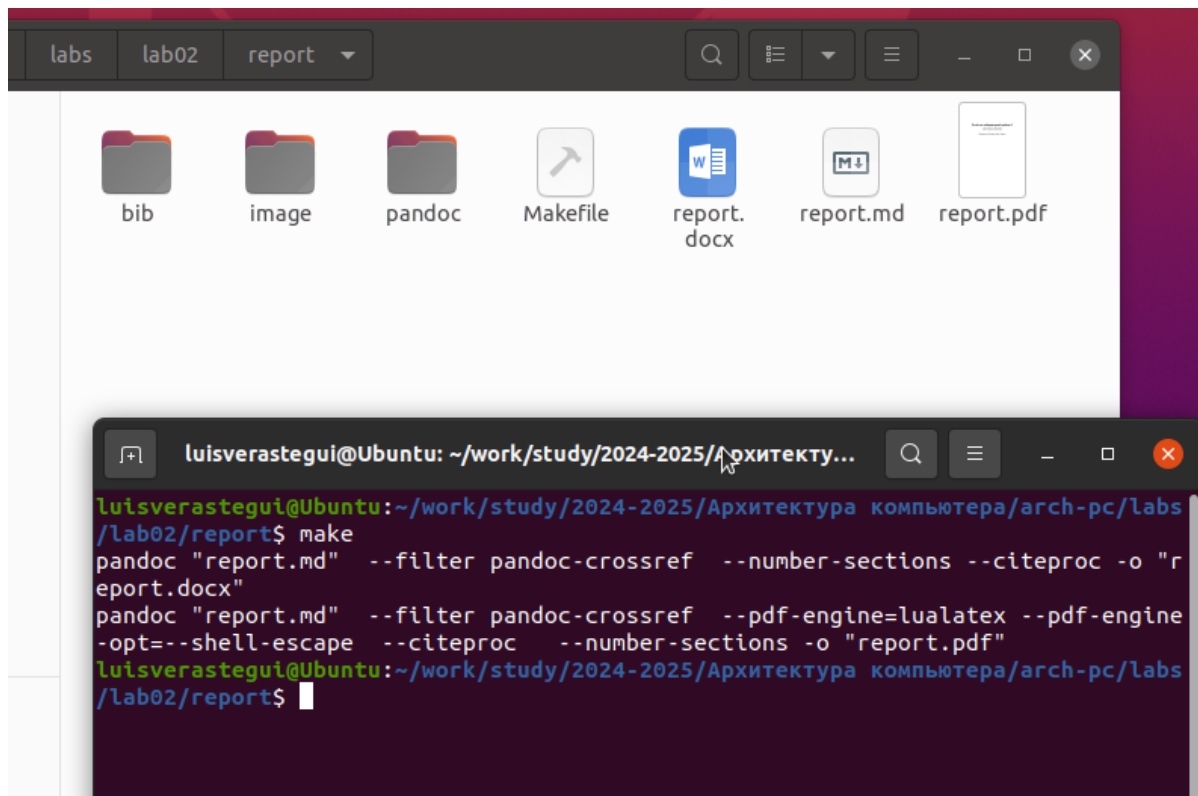 labs lab02 report
bib image pandoc Makefile report. report.md report.pdf
docx
luisverastegui@Ubuntu: ~/work/study/2024-2025/Архитекту...
luisverastegui@Ubuntu:~/work/study/2024-2025/Архитектура компьютера/arch-pc/labs
/lab02/report$ make
pandoc "report.md"  --filter pandoc-crossref  --number-sections --citeproc -o "r
eport.docx"
pandoc "report.md"  --filter pandoc-crossref  --pdf-engine=lualatex --pdf-engine
-opt=--shell-escape  --citeproc   --number-sections -o "report.pdf"
luisverastegui@Ubuntu:~/work/study/2024-2025/Архитектура компьютера/arch-pc/labs
/lab02/report$